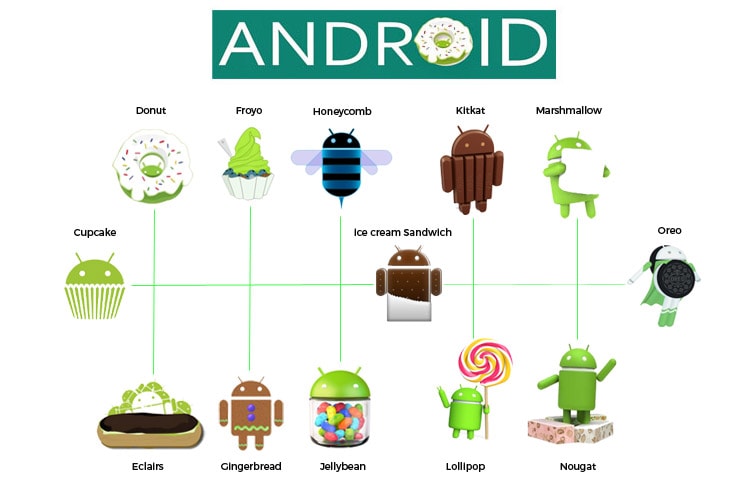 ANDROID
Donut
Froyo
Honeycomb
Kitkat
Marshmallow
Cupcake
Ice cream Sandwich
Oreo
Eclairs
Gingerbread
Jellybean
Lollipop
Nougat